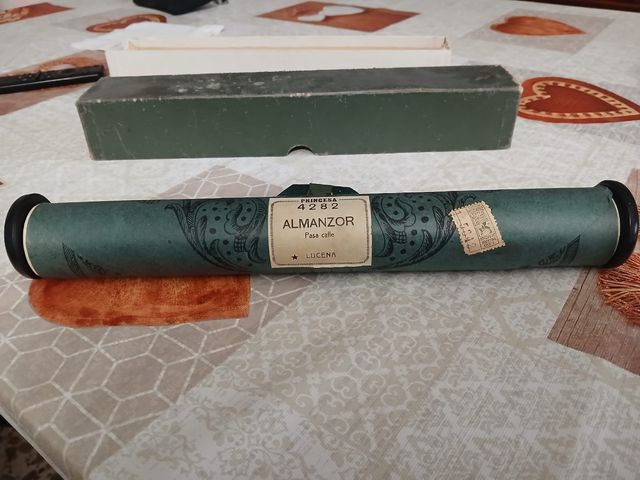 PRINCESA
4282
ALMANZOR
Pasa calle
★ LUCENA